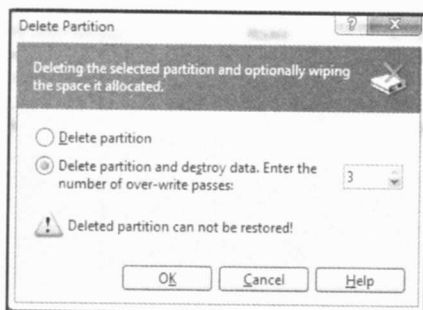 Delete Partition
?
X
Deleting the selected partition and optionally wiping
the space it allocated.
Delete partition
Delete partition and destroy data. Enter the
number of over-write passes:
3
Deleted partition can not be restored!
OK
Cancel
Help